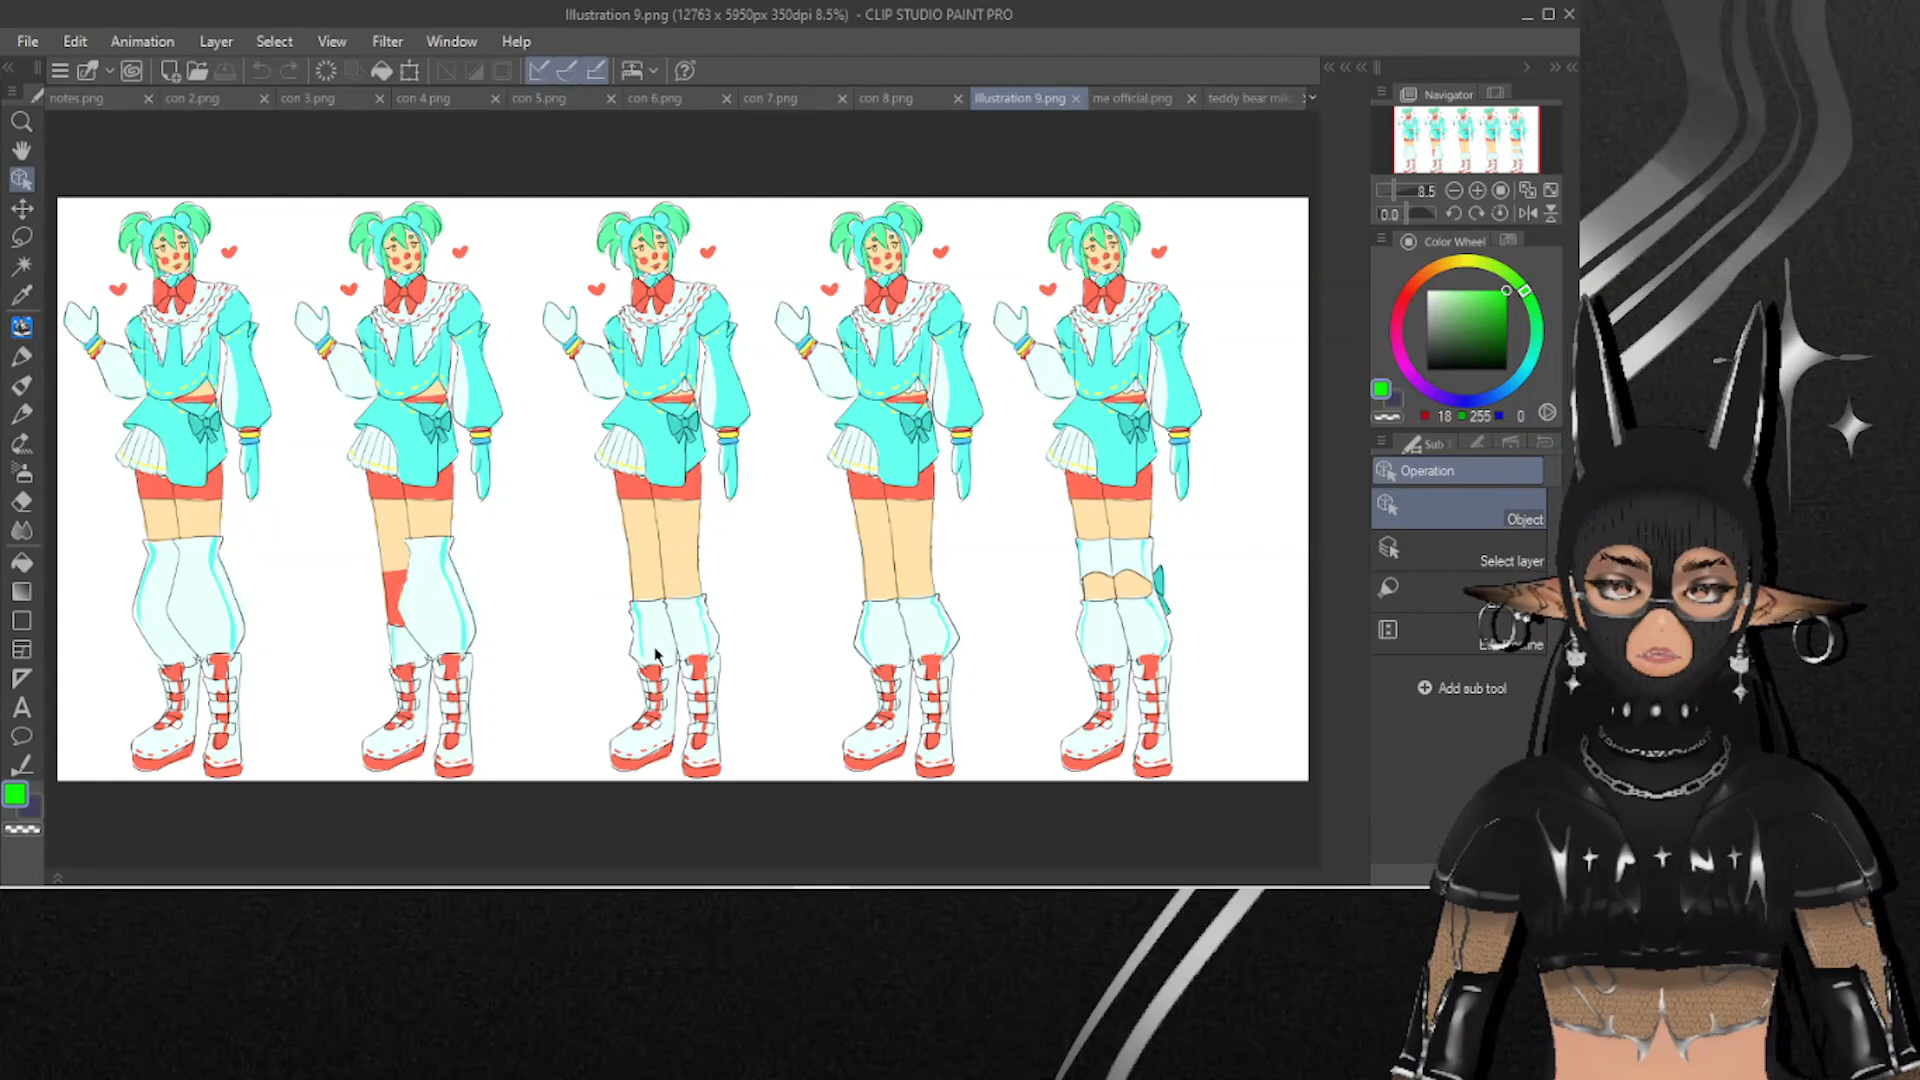 Illustration 9.png (12763 x 5950px 350dpi 8.5%) - CLIP STUDIO PAINT PRO
File Edit Animation Layer Select View Filter Window Help
notes.png con 2.png con 3.png con 4.png con 5.png con 6.png con 7.png con 8.png Illustration 9.png me official.png teddy bear
Navigator
8.5
0.0
Color Wheel
18 255 0
Sub
Operation
Object
Select layer
Add sub tool